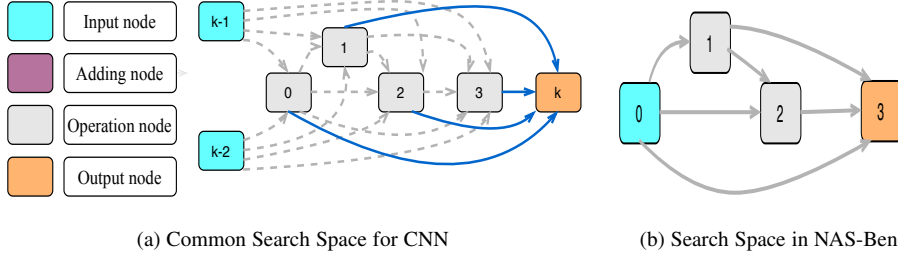 Input node
Adding node
Operation node
Output node
k-1
k-2
0
1
2
3
k
0
1
2
3
(a) Common Search Space for CNN
(b) Search Space in NAS-Ben